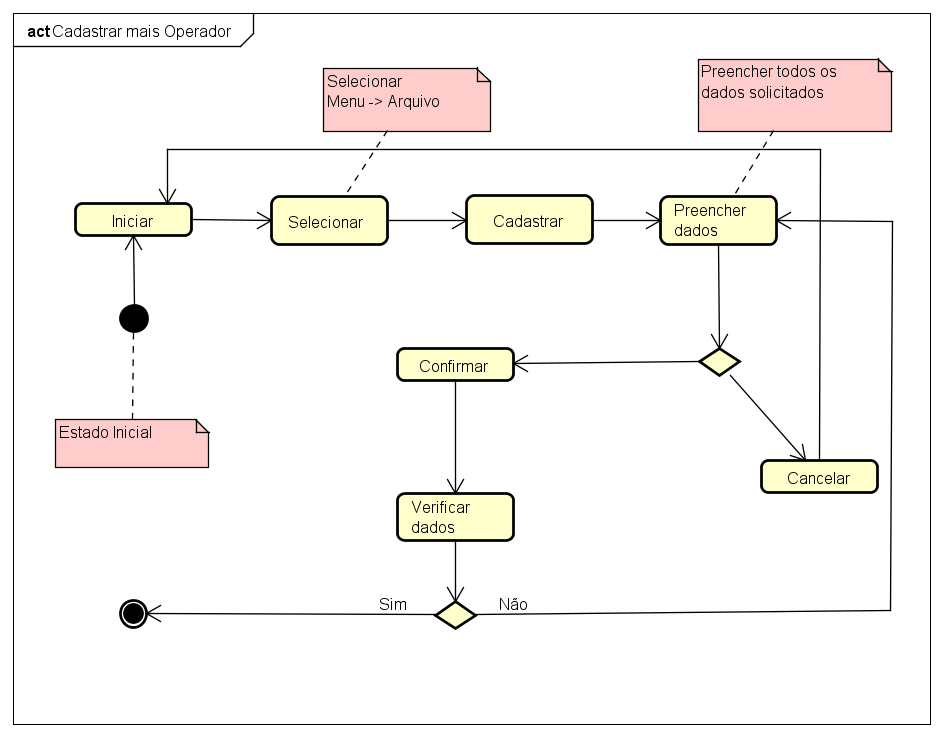 act Cadastrar mais Operador
Selecionar
Menu -> Arquivo
Preencher todos os
dados solicitados
Iniciar
Selecionar
Cadastrar
Preencher
dados
Confirmar
Estado Inicial
Cancelar
Verificar
dados
Sim
Não